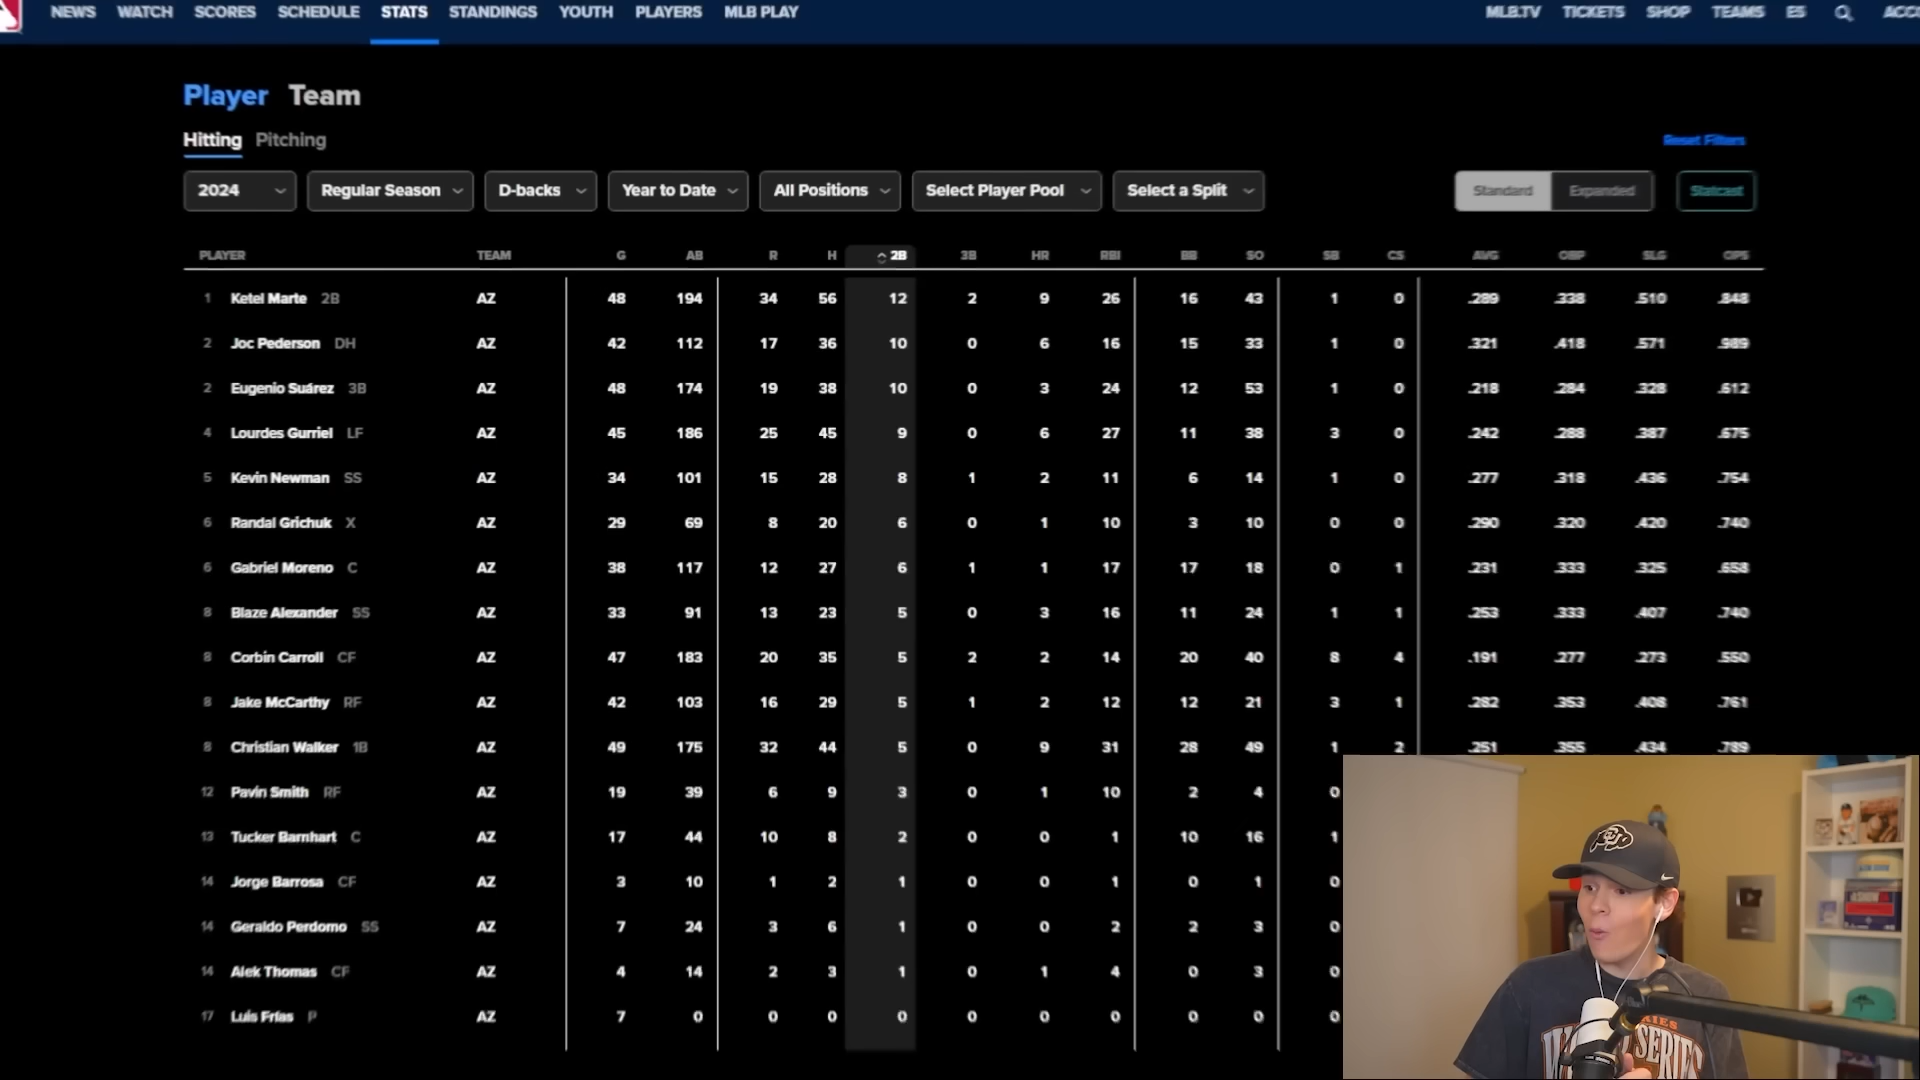 NEWS WATCH SCORES SCHEDULE STATS STANDINGS YOUTH PLAYERS MLB PLAY MLB.TV TICKETS SHOP TEAMS ES
Player Team
Hitting Pitching Reset Filters
2024 Regular Season D-backs Year to Date All Positions Select Player Pool Select a Split Standard Expanded Statcast
PLAYER TEAM G AB R H 2B 3B HR RBI BB SO SB CS AVG OBP SLG OPS
1 Ketel Marte 2B AZ 48 194 34 56 12 2 9 26 16 43 1 0 .289 .338 .510 .848
2 Joc Pederson DH AZ 42 112 17 36 10 0 6 16 15 33 1 0 .321 .418 .571 .989
2 Eugenio Suárez 3B AZ 48 174 19 38 10 0 3 24 12 53 1 0 .218 .284 .328 .612
4 Lourdes Gurriel LF AZ 45 186 25 45 9 0 6 27 11 38 3 0 .242 .288 .387 .675
5 Kevin Newman SS AZ 34 101 15 28 8 1 2 11 6 14 1 0 .277 .318 .436 .754
6 Randal Grichuk X AZ 29 69 8 20 6 0 1 10 3 10 0 0 .290 .320 .420 .740
6 Gabriel Moreno C AZ 38 117 12 27 6 1 1 17 17 18 0 1 .231 .333 .325 .658
8 Blaze Alexander SS AZ 33 91 13 23 5 0 3 16 11 24 1 1 .253 .333 .407 .740
8 Corbin Carroll CF AZ 47 183 20 35 5 2 2 14 20 40 8 4 .191 .277 .273 .550
8 Jake McCarthy RF AZ 42 103 16 29 5 1 2 12 12 21 3 1 .282 .353 .408 .761
8 Christian Walker 1B AZ 49 175 32 44 5 0 9 31 28 49 1 2 .251 .355 .434 .789
12 Pavin Smith RF AZ 19 39 6 9 3 0 1 10 2 4 0
13 Tucker Barnhart C AZ 17 44 10 8 2 0 0 1 10 16 1
14 Jorge Barrosa CF AZ 3 10 1 2 1 0 0 1 0 1 0
14 Geraldo Perdomo SS AZ 7 24 3 6 1 0 0 2 2 3 0
14 Alek Thomas CF AZ 4 14 2 3 1 0 1 4 0 3 0
17 Luis Frías P AZ 7 0 0 0 0 0 0 0 0 0 0
CU
SERIES